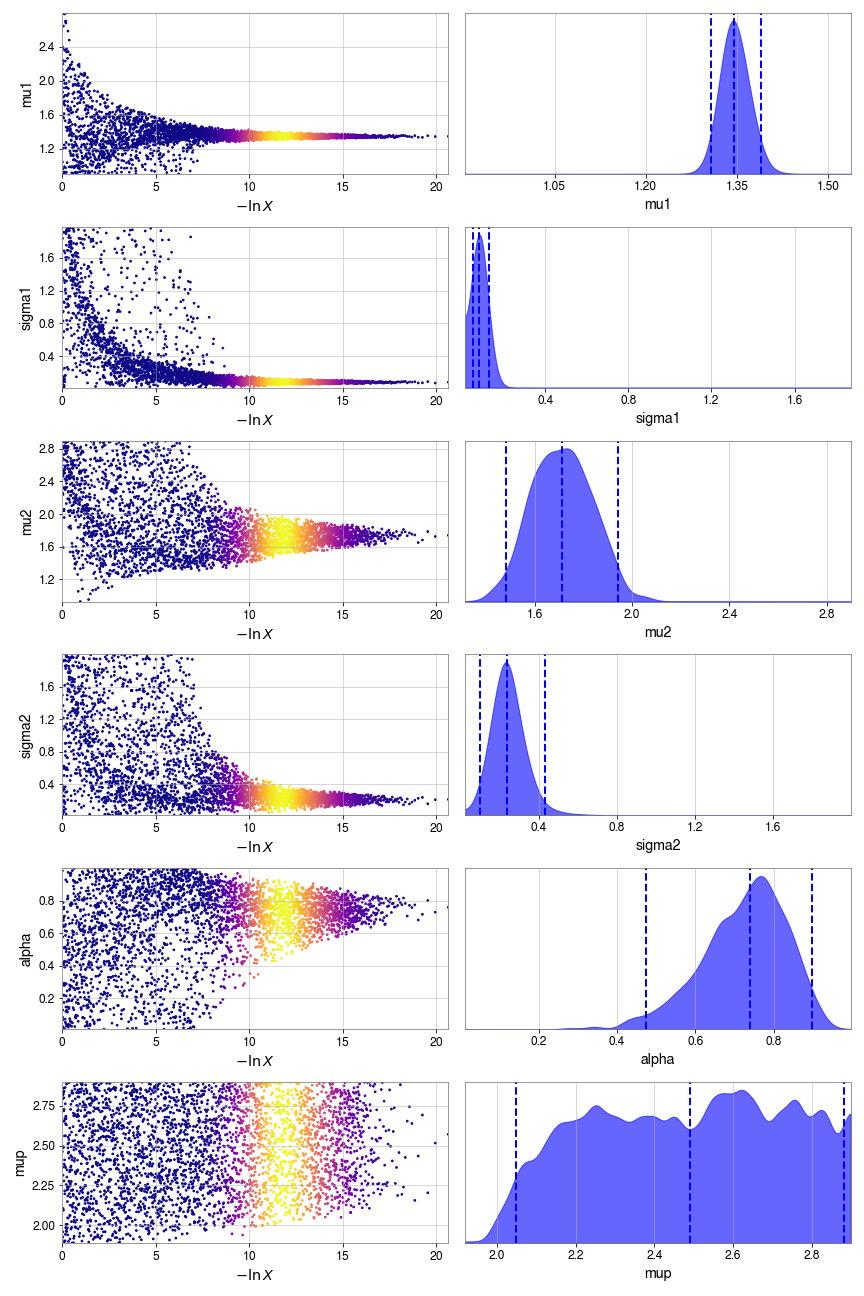 2.4
2.0
1.6
1.2
mu1
0 5 10 15 20
−ln X
1.05 1.20 1.35 1.50
mu1
1.6
1.2
0.8
0.4
sigma1
0 5 10 15 20
−ln X
0.4 0.8 1.2 1.6
sigma1
2.8
2.4
2.0
1.6
1.2
mu2
0 5 10 15 20
−ln X
1.6 2.0 2.4 2.8
mu2
1.6
1.2
0.8
0.4
sigma2
0 5 10 15 20
−ln X
0.4 0.8 1.2 1.6
sigma2
0.8
0.6
0.4
0.2
alpha
0 5 10 15 20
−ln X
0.2 0.4 0.6 0.8
alpha
2.75
2.50
2.25
2.00
mup
0 5 10 15 20
−ln X
2.0 2.2 2.4 2.6 2.8
mup